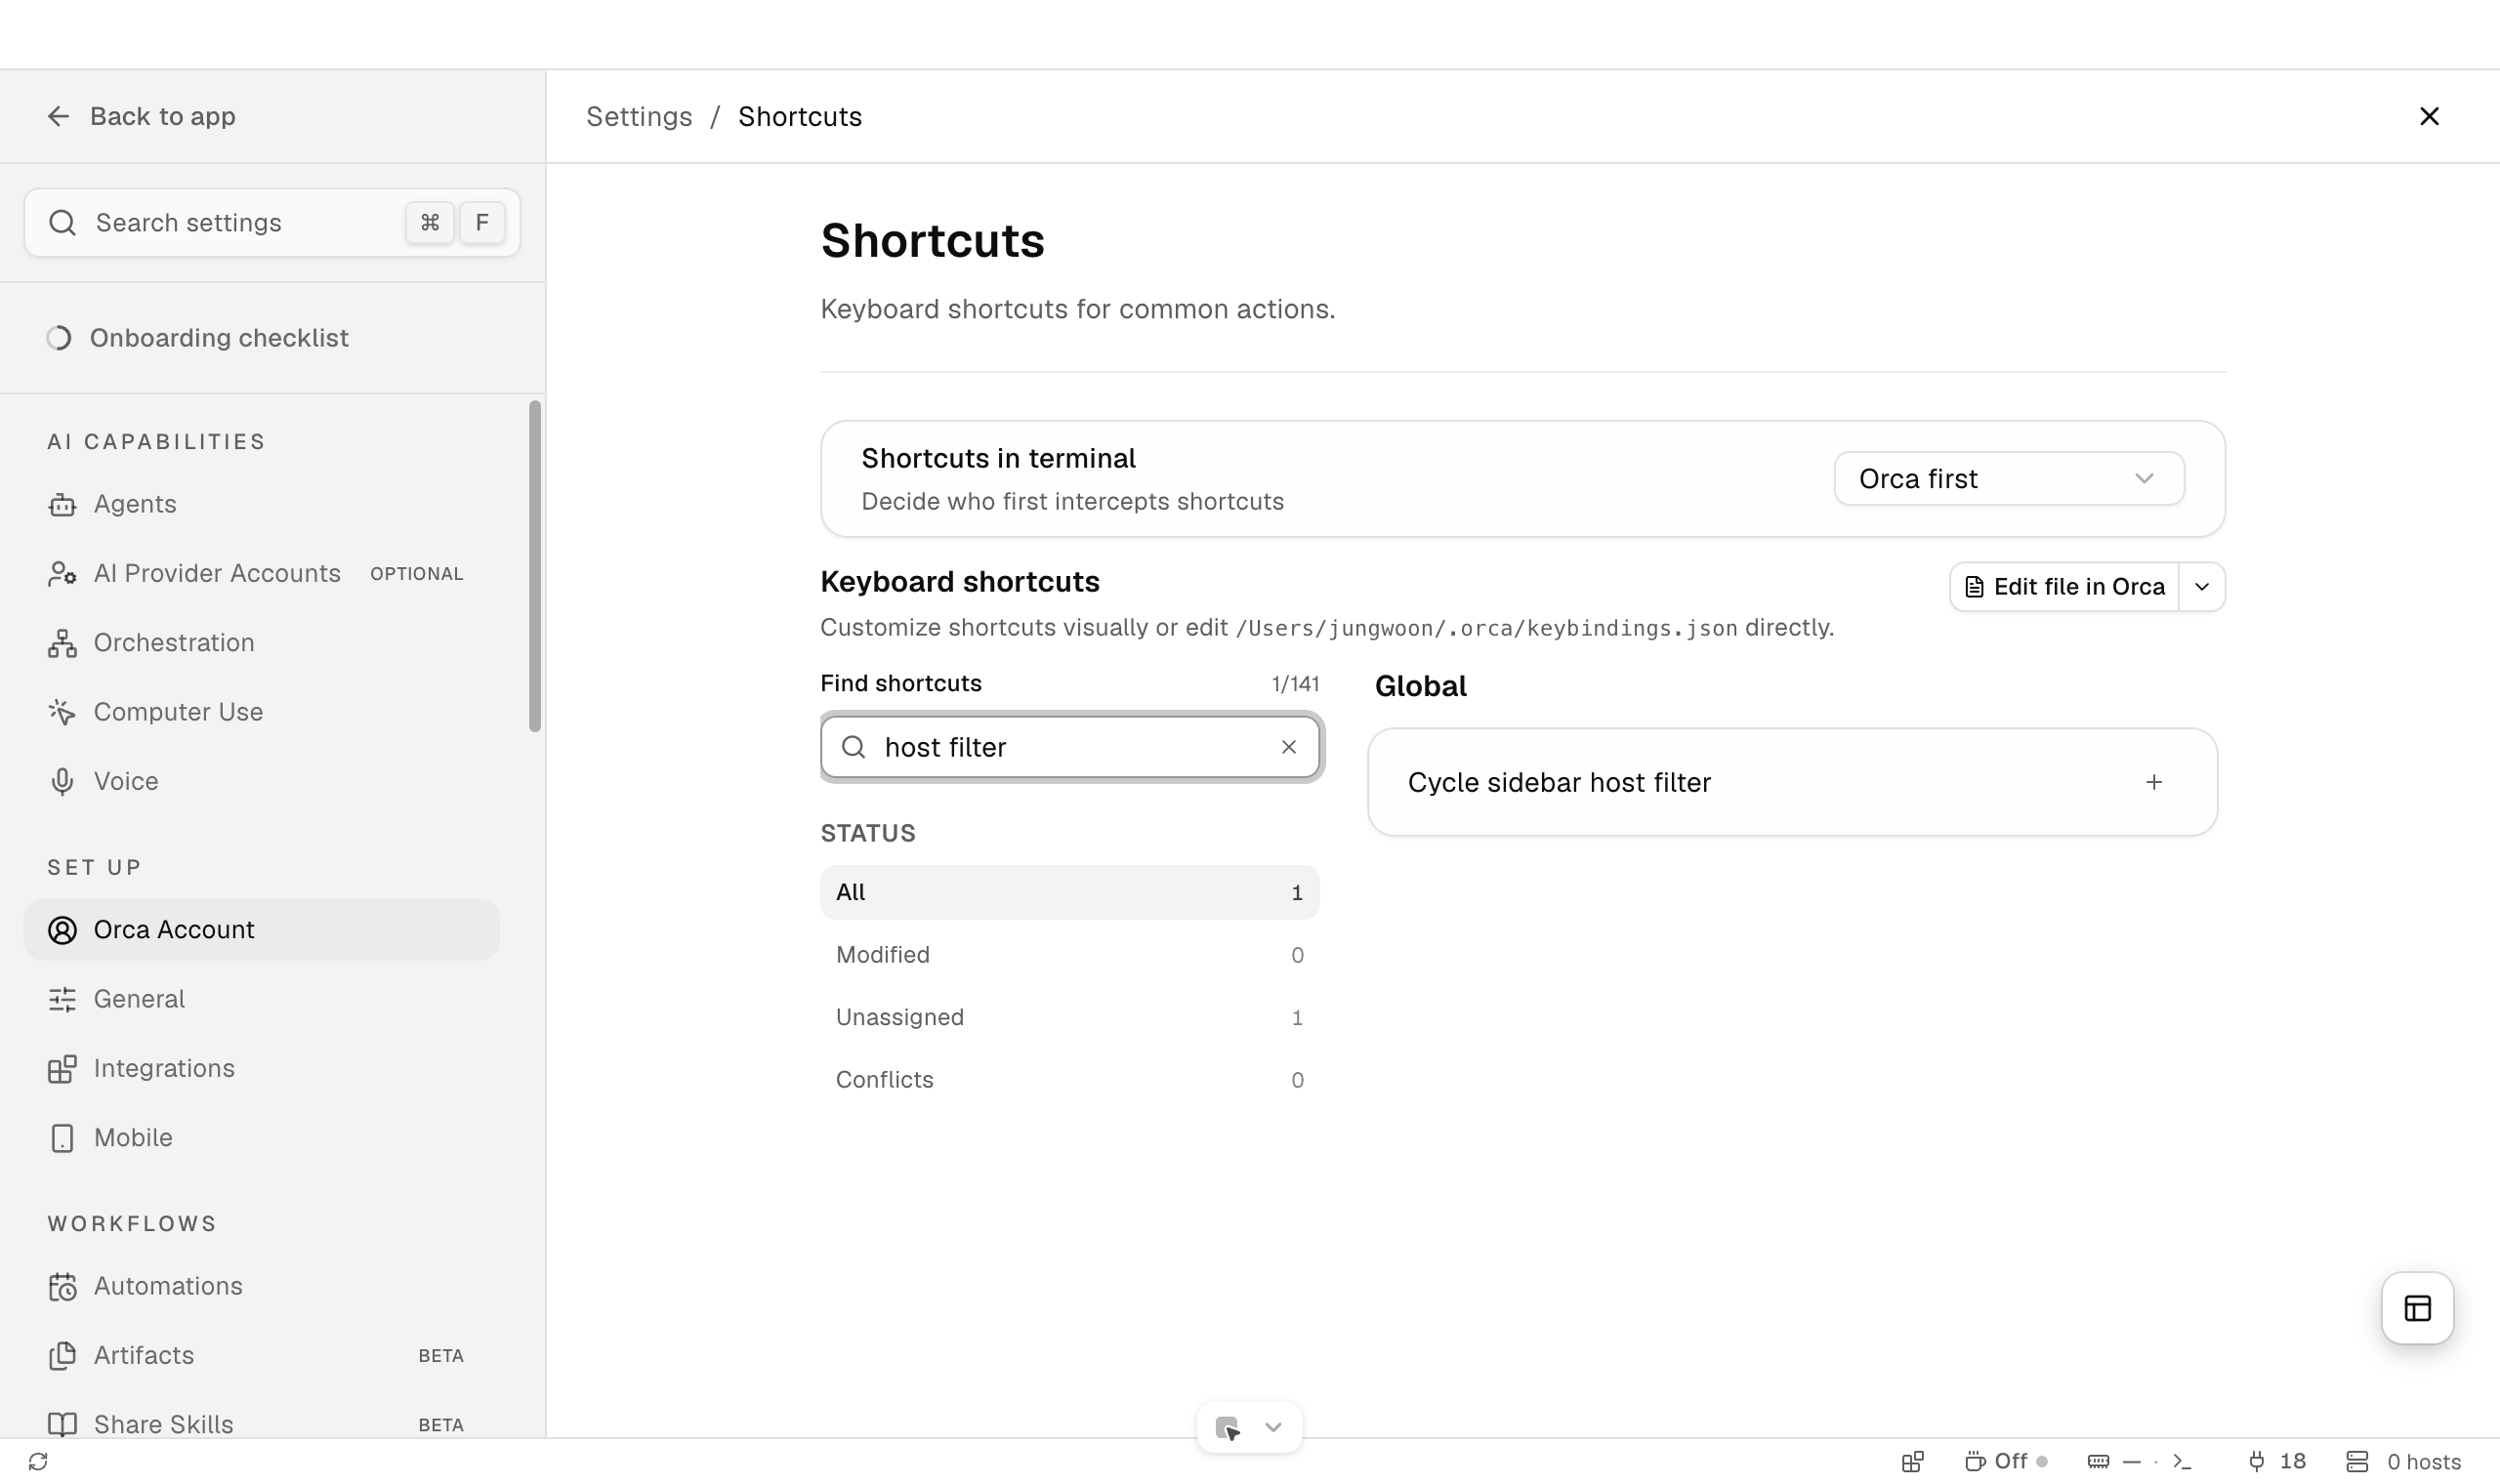 Back to app
Settings / Shortcuts
Search settings
⌘ F
Onboarding checklist
AI CAPABILITIES
Agents
AI Provider Accounts OPTIONAL
Orchestration
Computer Use
Voice
SET UP
Orca Account
General
Integrations
Mobile
WORKFLOWS
Automations
Artifacts BETA
Share Skills BETA
Shortcuts
Keyboard shortcuts for common actions.
Shortcuts in terminal
Decide who first intercepts shortcuts
Orca first
Keyboard shortcuts
Customize shortcuts visually or edit /Users/jungwoon/.orca/keybindings.json directly.
Edit file in Orca
Find shortcuts 1/141
host filter
STATUS
All 1
Modified 0
Unassigned 1
Conflicts 0
Global
Cycle sidebar host filter
Off — · 18 0 hosts